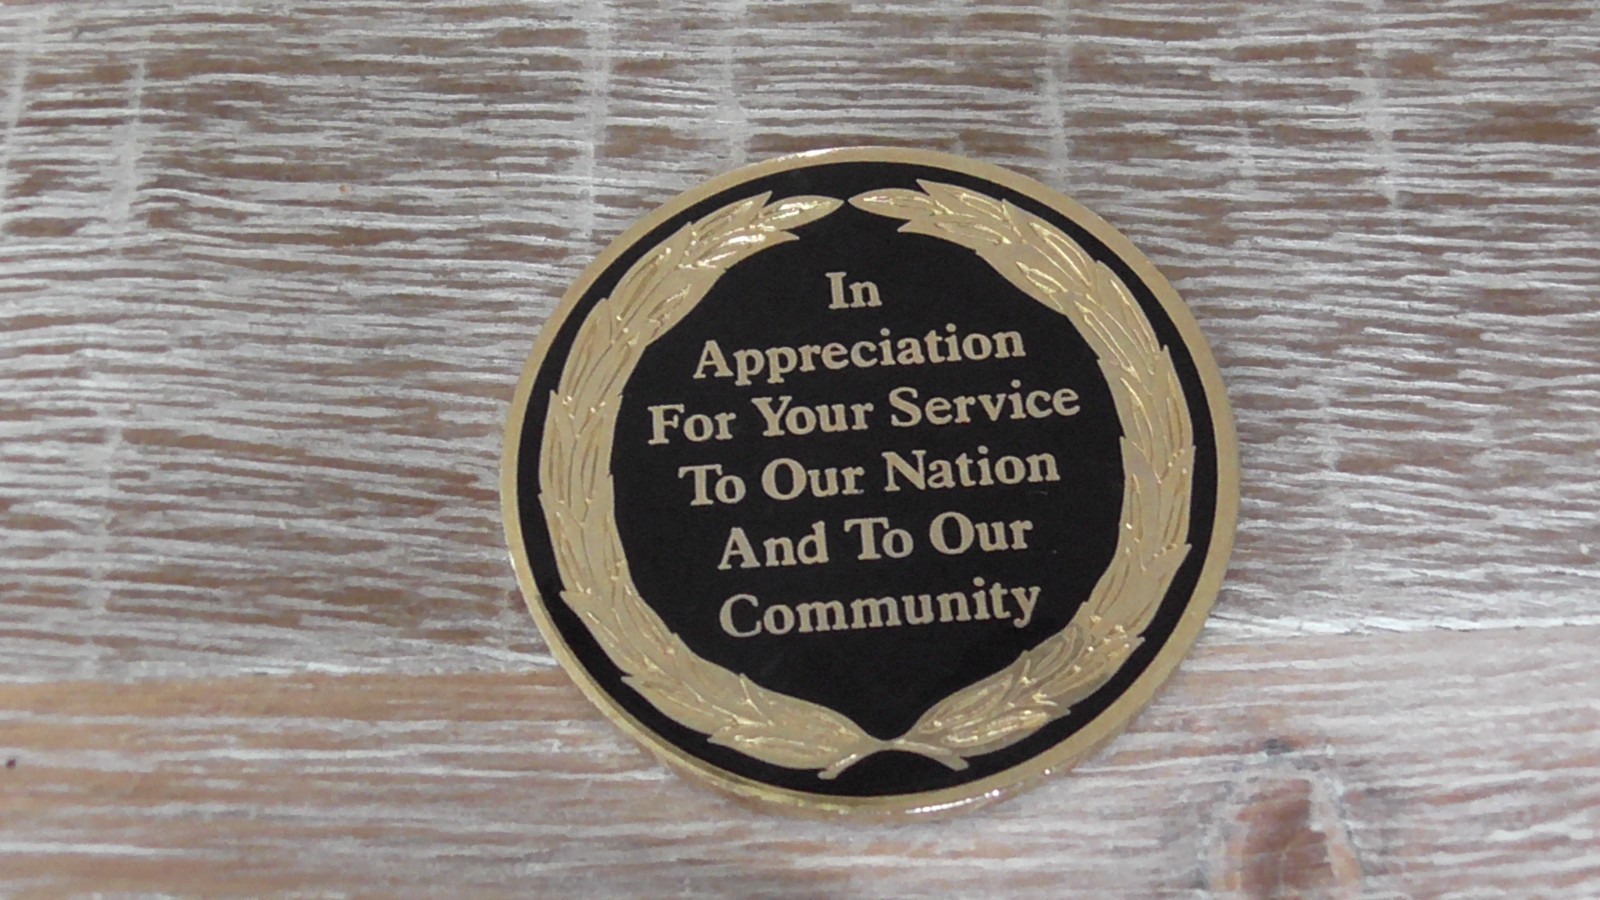 In
Appreciation
For Your Service
To Our Nation
And To Our
Community